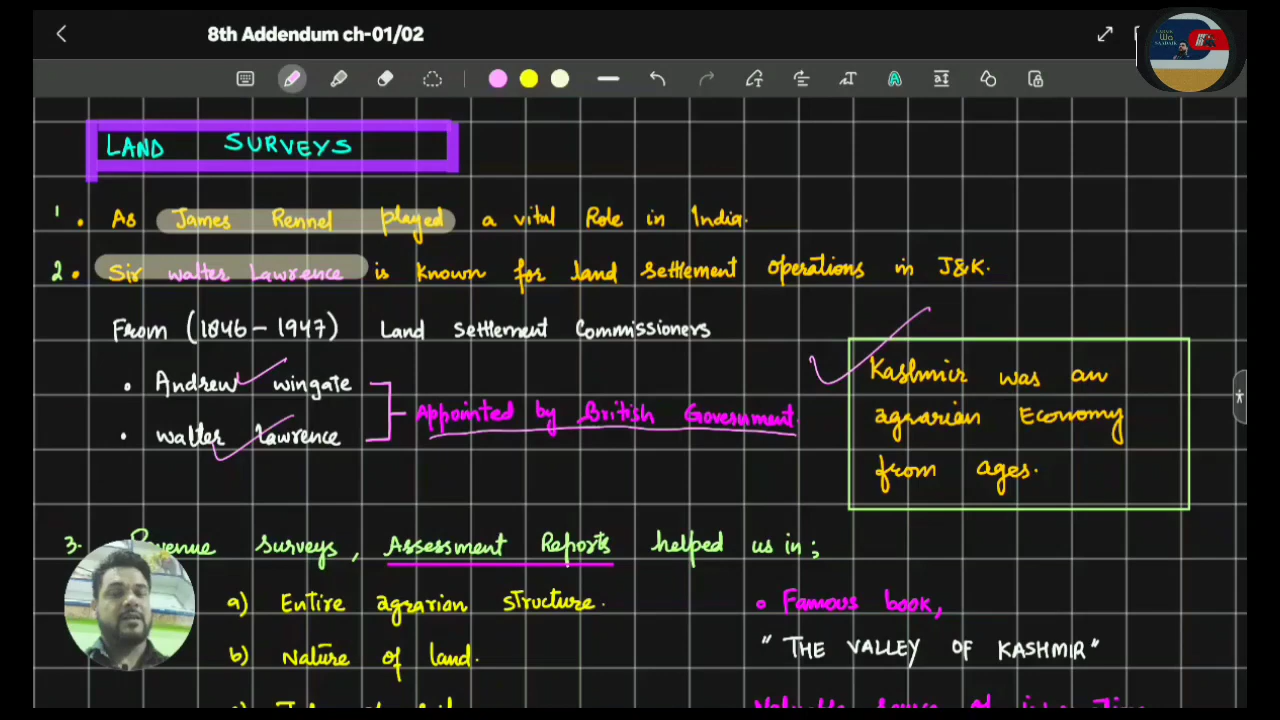 8th Addendum ch-01/02
LAND SURVEYS
1. As James Rennel played a vital Role in India.
2. Sir walter Lawrence is known for land settlement operations in J&K.
From (1846-1947) Land Settlement Commissioners
• Andrew wingate
• walter lawrence
Appointed by British Government.
Kashmir was an
agrarian Economy
from ages.
3. Revenue surveys, Assessment Reports helped us in;
a) Entire agrarian structure.
b) Nature of land.
• Famous book,
"THE VALLEY OF KASHMIR"